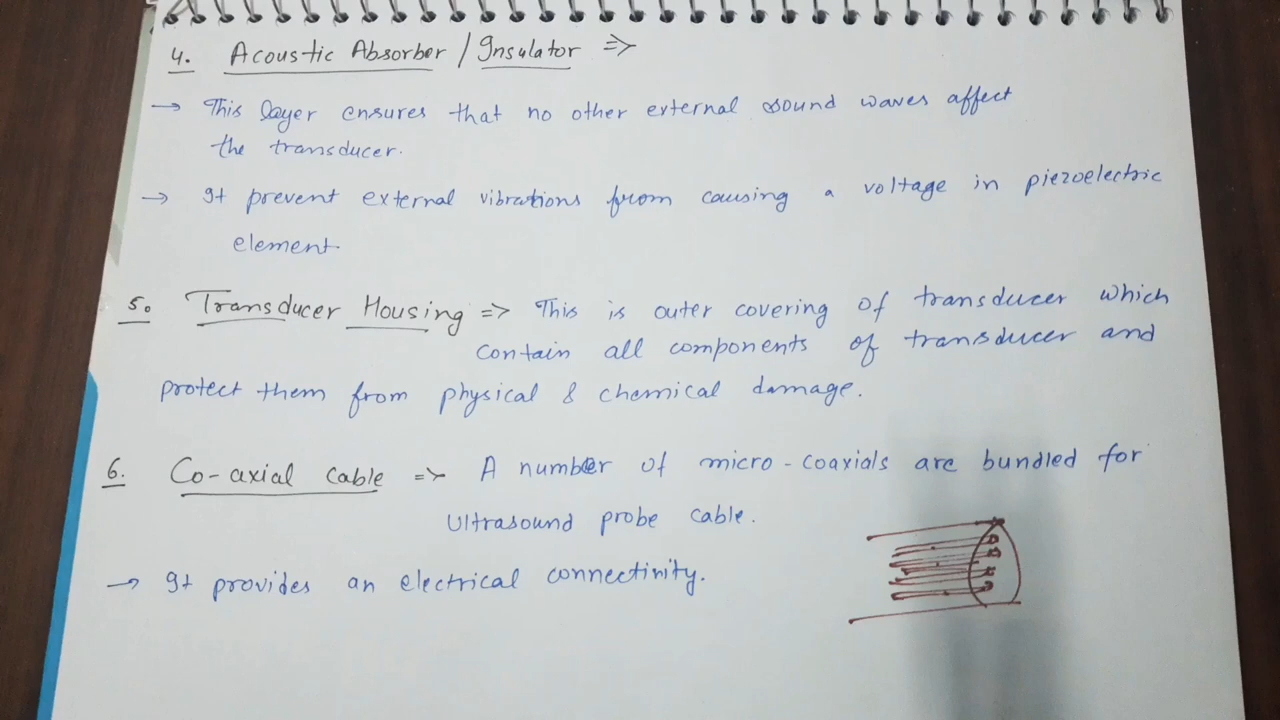 4. Acoustic Absorber / Insulator =>
→ This layer ensures that no other external sound waves affect
the transducer.
→ It prevent external vibrations from causing a voltage in piezoelectric
element.
5. Transducer Housing => This is outer covering of transducer which
contain all components of transducer and
protect them from physical & chemical damage.
6. Co-axial cable => A number of micro-coaxials are bundled for
Ultrasound probe cable.
→ It provides an electrical connectinity.